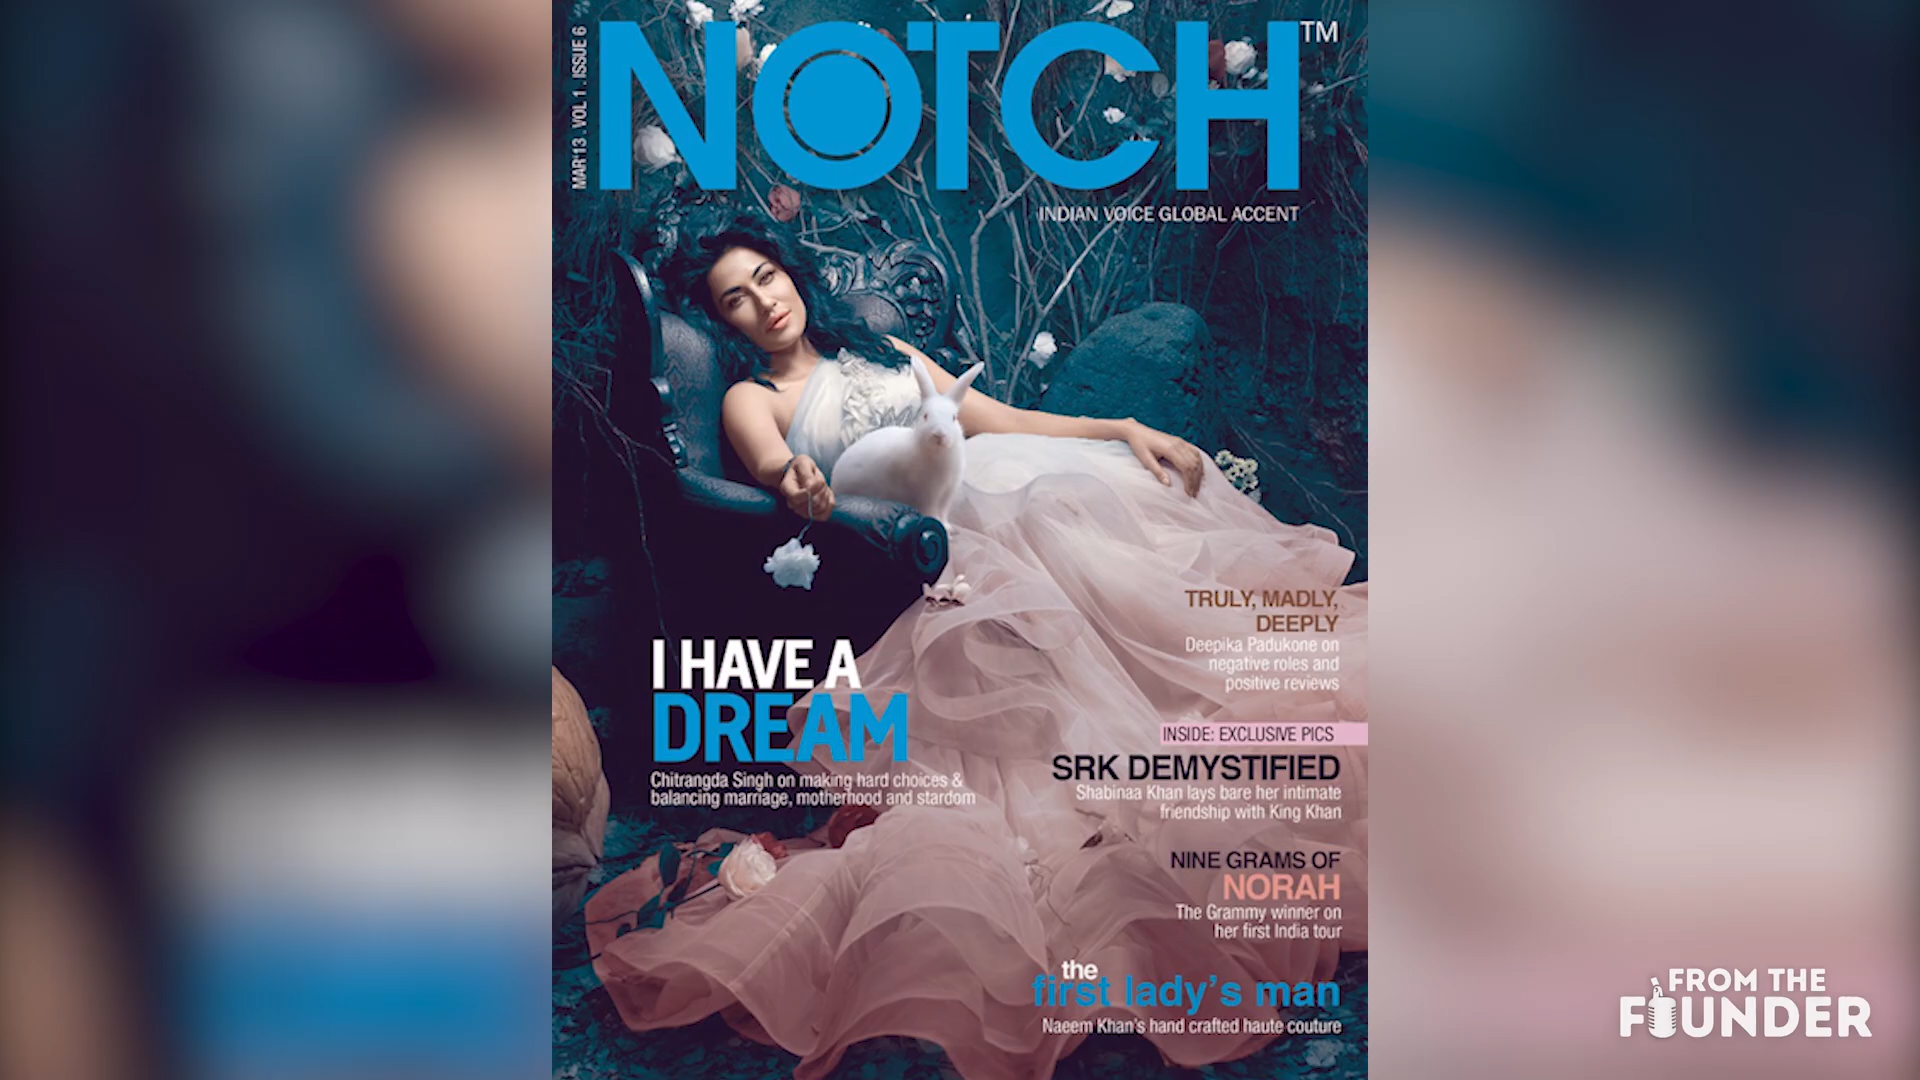 MAR'13 . VOL 1 . ISSUE 6
NOTCH™
INDIAN VOICE GLOBAL ACCENT
I HAVE A
DREAM
Chitrangda Singh on making hard choices &
balancing marriage, motherhood and stardom
TRULY, MADLY,
DEEPLY
Deepika Padukone on
negative roles and
positive reviews
INSIDE: EXCLUSIVE PICS
SRK DEMYSTIFIED
Shabinaa Khan lays bare her intimate
friendship with King Khan
NINE GRAMS OF
NORAH
The Grammy winner on
her first India tour
the
first lady's man
Naeem Khan's hand crafted haute couture
FROM THE
FOUNDER